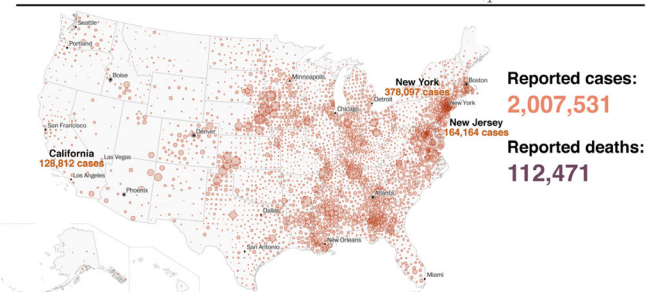 Seattle
Portland
Boise
Minneapolis
Boston
New York
378,097 cases
Reported cases:
2,007,531
Detroit
Chicago
New York
New Jersey
164,164 cases
San Francisco
Denver
Reported deaths:
112,471
California
128,812 cases
Las Vegas
Los Angeles
Phoenix
Atlanta
Dallas
New Orleans
San Antonio
Miami